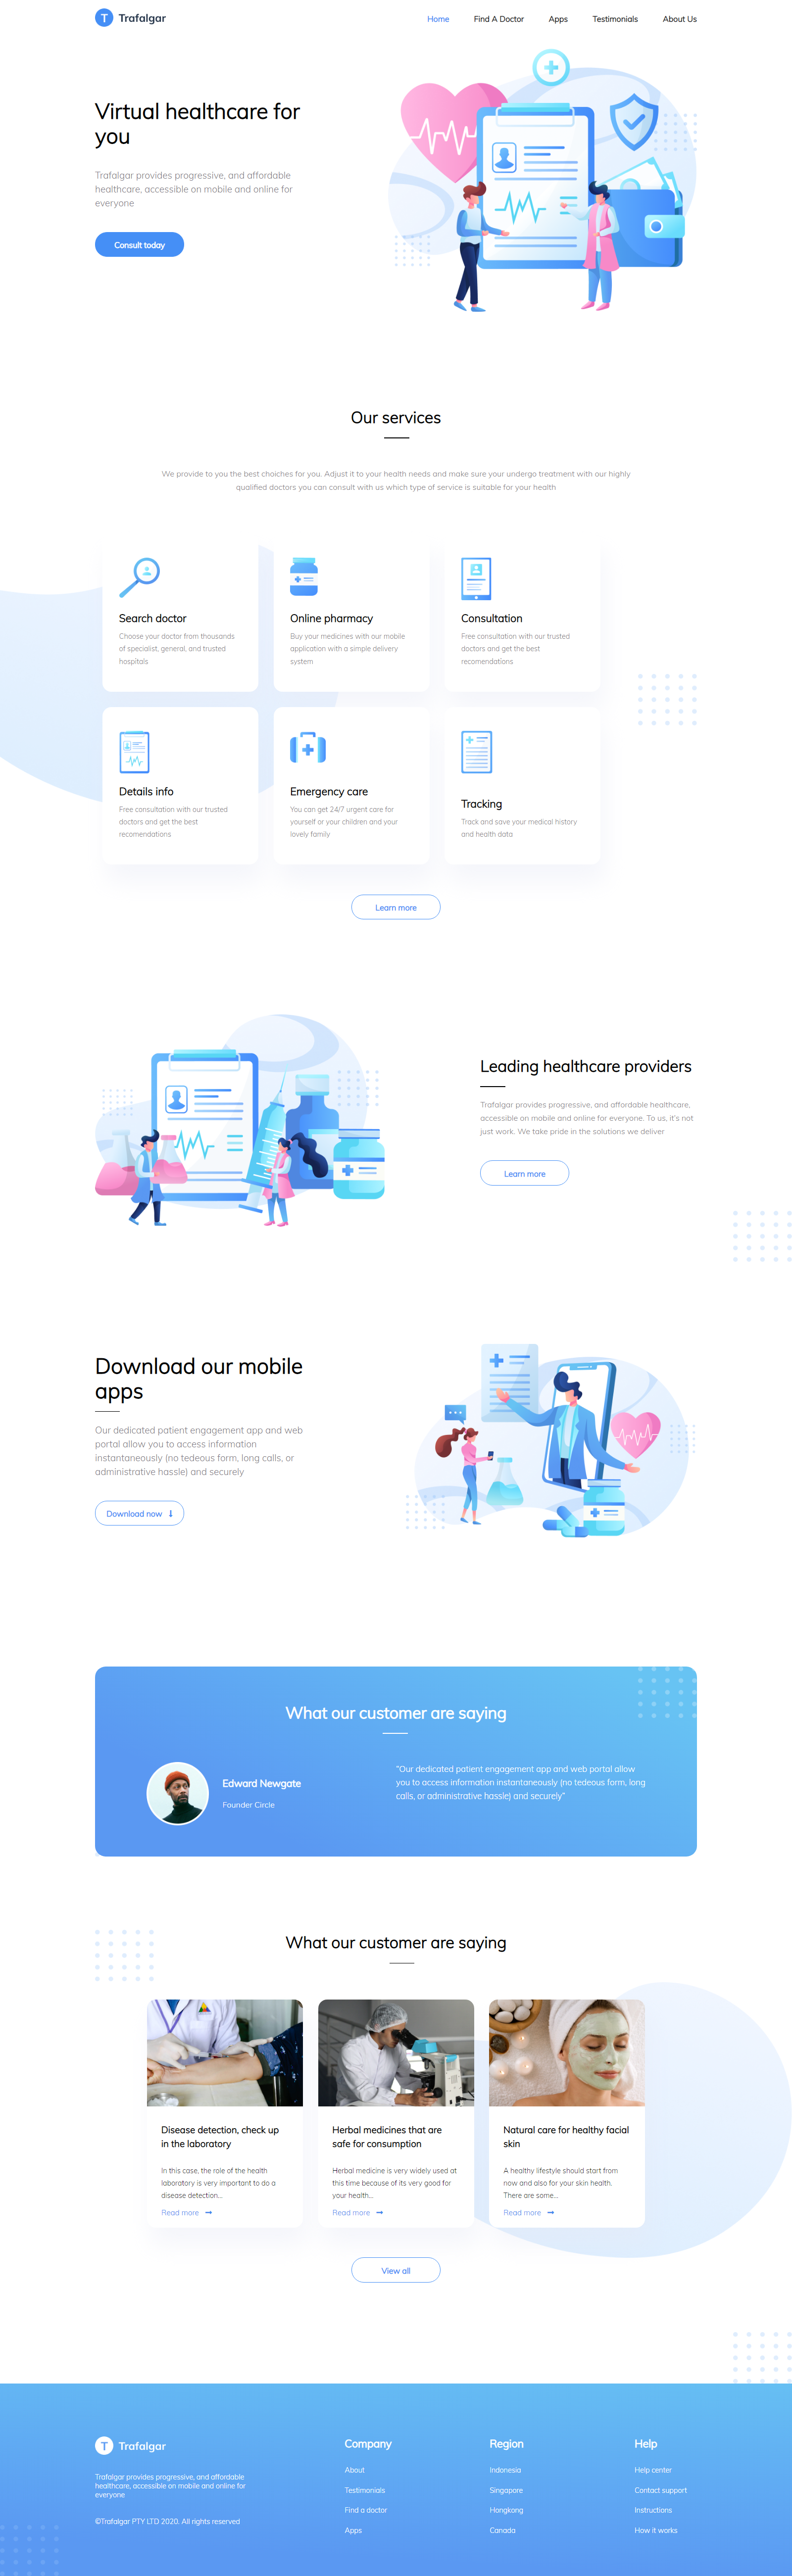 T Trafalgar
Home Find A Doctor Apps Testimonials About Us
Virtual healthcare for
you
Trafalgar provides progressive, and affordable
healthcare, accessible on mobile and online for
everyone
Consult today
Our services
We provide to you the best choiches for you. Adjust it to your health needs and make sure your undergo treatment with our highly
qualified doctors you can consult with us which type of service is suitable for your health
Search doctor
Choose your doctor from thousands
of specialist, general, and trusted
hospitals
Online pharmacy
Buy your medicines with our mobile
application with a simple delivery
system
Consultation
Free consultation with our trusted
doctors and get the best
recomendations
Details info
Free consultation with our trusted
doctors and get the best
recomendations
Emergency care
You can get 24/7 urgent care for
yourself or your children and your
lovely family
Tracking
Track and save your medical history
and health data
Learn more
Leading healthcare providers
Trafalgar provides progressive, and affordable healthcare,
accessible on mobile and online for everyone. To us, it's not
just work. We take pride in the solutions we deliver
Learn more
Download our mobile
apps
Our dedicated patient engagement app and web
portal allow you to access information
instantaneously (no tedeous form, long calls, or
administrative hassle) and securely
Download now
What our customer are saying
Edward Newgate
Founder Circle
"Our dedicated patient engagement app and web portal allow
you to access information instantaneously (no tedeous form, long
calls, or administrative hassle) and securely"
What our customer are saying
Disease detection, check up
in the laboratory
In this case, the role of the health
laboratory is very important to do a
disease detection...
Read more
Herbal medicines that are
safe for consumption
Herbal medicine is very widely used at
this time because of its very good for
your health...
Read more
Natural care for healthy facial
skin
A healthy lifestyle should start from
now and also for your skin health.
There are some...
Read more
View all
T Trafalgar
Trafalgar provides progressive, and affordable
healthcare, accessible on mobile and online for
everyone
©Trafalgar PTY LTD 2020. All rights reserved
Company
About
Testimonials
Find a doctor
Apps
Region
Indonesia
Singapore
Hongkong
Canada
Help
Help center
Contact support
Instructions
How it works